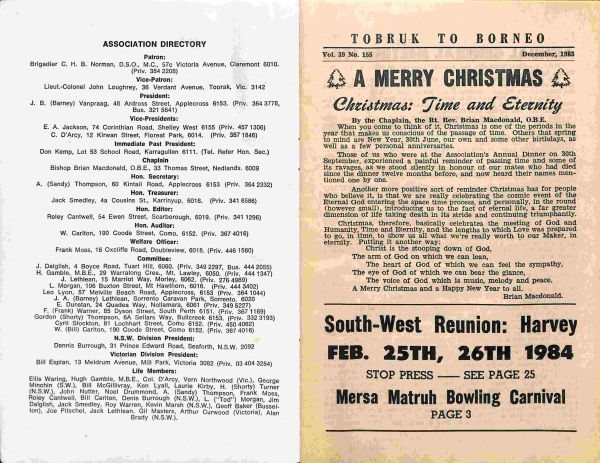 ASSOCIATION DIRECTORY
Patron:
Brigadier C. H. B. Norman, D.S.O., M.C., 57c Victoria Avenue, Claremont 6010.
(Priv. 384 2208)
Vice-Patron:
Lieut.-Colonel John Loughrey, 36 Verdant Avenue, Toorak, Vic. 3142
President:
J. B. (Barney) Vanpraag, 48 Ardross Street, Applecross 6153. (Priv. 364 3778,
Bus. 321 5641)
Vice-Presidents:
E. A. Jackson, 74 Corinthian Road, Shelley West 6155 (Priv. 457 1306)
C. D'Arcy, 12 Kirwan Street, Floreat Park, 6014. (Priv. 387 1846)
Immediate Past President:
Don Kemp, Lot 53 School Road, Karragullen 6111. (Tel. Refer Hon. Sec.)
Chaplain
Bishop Brian Macdonald, O.B.E., 33 Thomas Street, Nedlands. 6009
Hon. Secretary:
A. (Sandy) Thompson, 60 Kintail Road, Applecross 6153 (Priv. 364 2332)
Hon. Treasurer:
Jack Smedley, 4a Cousins St., Karrinyup, 6018. (Priv. 341 6586)
Hon. Editor:
Roley Cantwell, 54 Ewen Street, Scarborough, 6019. (Priv. 341 1296)
Hon. Auditor:
W. Carlton, 190 Coode Street, Como. 6152. (Priv. 367 4016)
Welfare Officer:
Frank Moss, 16 Oxcliffe Road, Doubleview, 6018. (Priv. 446 1560)
Committee:
J. Dalglish, 4 Boyce Road, Tuart Hill, 6060. (Priv. 349 2297, Bus. 444 2055)
H. Gamble, M.B.E., 29 Warralong Cres., Mt. Lawley, 6050. (Priv. 444 1347)
J. Lethlean, 15 Marriot Way, Morley, 6062. (Priv. 276 4989)
L. Morgan, 106 Buxton Street, Mt Hawthorn, 6016. (Priv. 444 3402)
Leo Lyon, 57 Melville Beach Road, Applecross, 6153 (Priv. 364 1044)
J. A. (Barney) Lethlean, Sorrento Caravan Park, Sorrento, 6020
E. Dunstan, 24 Quadea Way, Nollamara, 6061 (Priv. 349 5227)
F. (Frank) Warner, 85 Dyson Street, South Perth 6151. (Priv. 367 1169)
Gordon (Shorty) Thompson, 6A Sellars Way, Bullcreek 6153, (Priv. 332 3193)
Cyril Stockton, 81 Lochhart Street, Como 6152. (Priv. 450 4062)
W. (Bill) Carlton, 190 Coode Street, Como 6152. (Priv. 367 4016)
N.S.W. Division President:
Dennis Burrough, 31 Prince Edward Road, Seaforth, N.S.W. 2092
Victorian Division President:
Bill Esplan, 13 Meldrum Avenue, Mill Park, Victoria 3082 (Priv. 03 404 3254)
Life Members:
Ellis Waring, Hugh Gamble, M.B.E., Col. D'Arcy, Vern Northwood (Vic.), George
Minchin (S.W.), Bill McGillivray, Ken Lyall, Laurie Kirby, H. (Shorty) Turner
(N.S.W.), John Nutter, Noel Drummond, A. (Sandy) Thompson, Frank Moss,
Roley Cantwell, Bill Carlton, Denis Burrough (N.S.W.), L. ("Tod") Morgan, Jim
Dalglish, Jack Smedley, Roy Warren, Kevin Marsh (N.S.W.), Geoff Baker (Bussel-
ton), Joe Pitschel, Jack Lethlean, Gil Masters, Arthur Curwood (Victoria), Alan
Brady (N.S.W.).
TOBRUK TO BORNEO
Vol. 39 No. 155 December, 1983
A MERRY CHRISTMAS
Christmas: Time and Eternity
By the Chaplain, the Rt. Rev. Brian Macdonald, O.B.E.
When you come to think of it, Christmas is one of the periods in the
year that makes us conscious of the passage of time. Others that spring
to mind are New Year, 30th June, our own and some other birthdays, as
well as a few personal anniversaries.
Those of us who were at the Association's Annual Dinner on 30th
September, experienced a painful reminder of passing time and some of
its ravages, as we stood silently in honour of our mates who had died
since the dinner twelve months before, and now heard their names men-
tioned one by one.
Another more positive sort of reminder Christmas has for people
who believe it, is that we are really celebrating the cosmic event of the
Eternal God entering the space time process, and personally, in the round
(however small), introducing us to the fact of eternal life, a far greater
dimension of life taking death in its stride and continuing triumphantly.
Christmas, therefore, basically celebrates the meeting of God and
Humanity, Time and Eternity, and the lengths to which Love was prepared
to go, in time, to show us all what we're really worth to our Maker, in
eternity. Putting it another way:
Christ is the stooping down of God,
The arm of God on which we can lean,
The heart of God of which we can feel the sympathy,
The eye of God of which we can bear the glance,
The voice of God which is music, melody and peace.
A Merry Christmas and a Happy New Year to all.
Brian Macdonald.
South-West Reunion: Harvey
FEB. 25TH, 26TH 1984
STOP PRESS — SEE PAGE 25
Mersa Matruh Bowling Carnival
PAGE 3